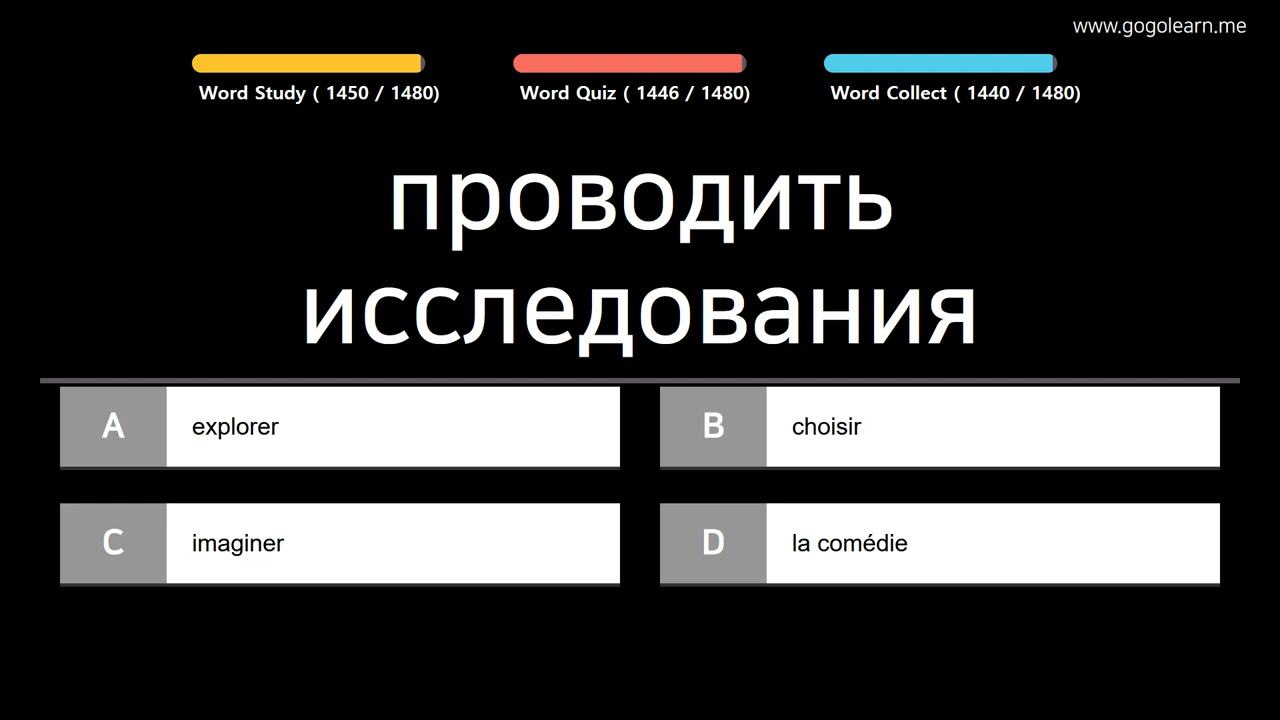 www.gogolearn.me
Word Study ( 1450 / 1480)
Word Quiz ( 1446 / 1480)
Word Collect ( 1440 / 1480)
проводить
исследования
A explorer
B choisir
C imaginer
D la comédie